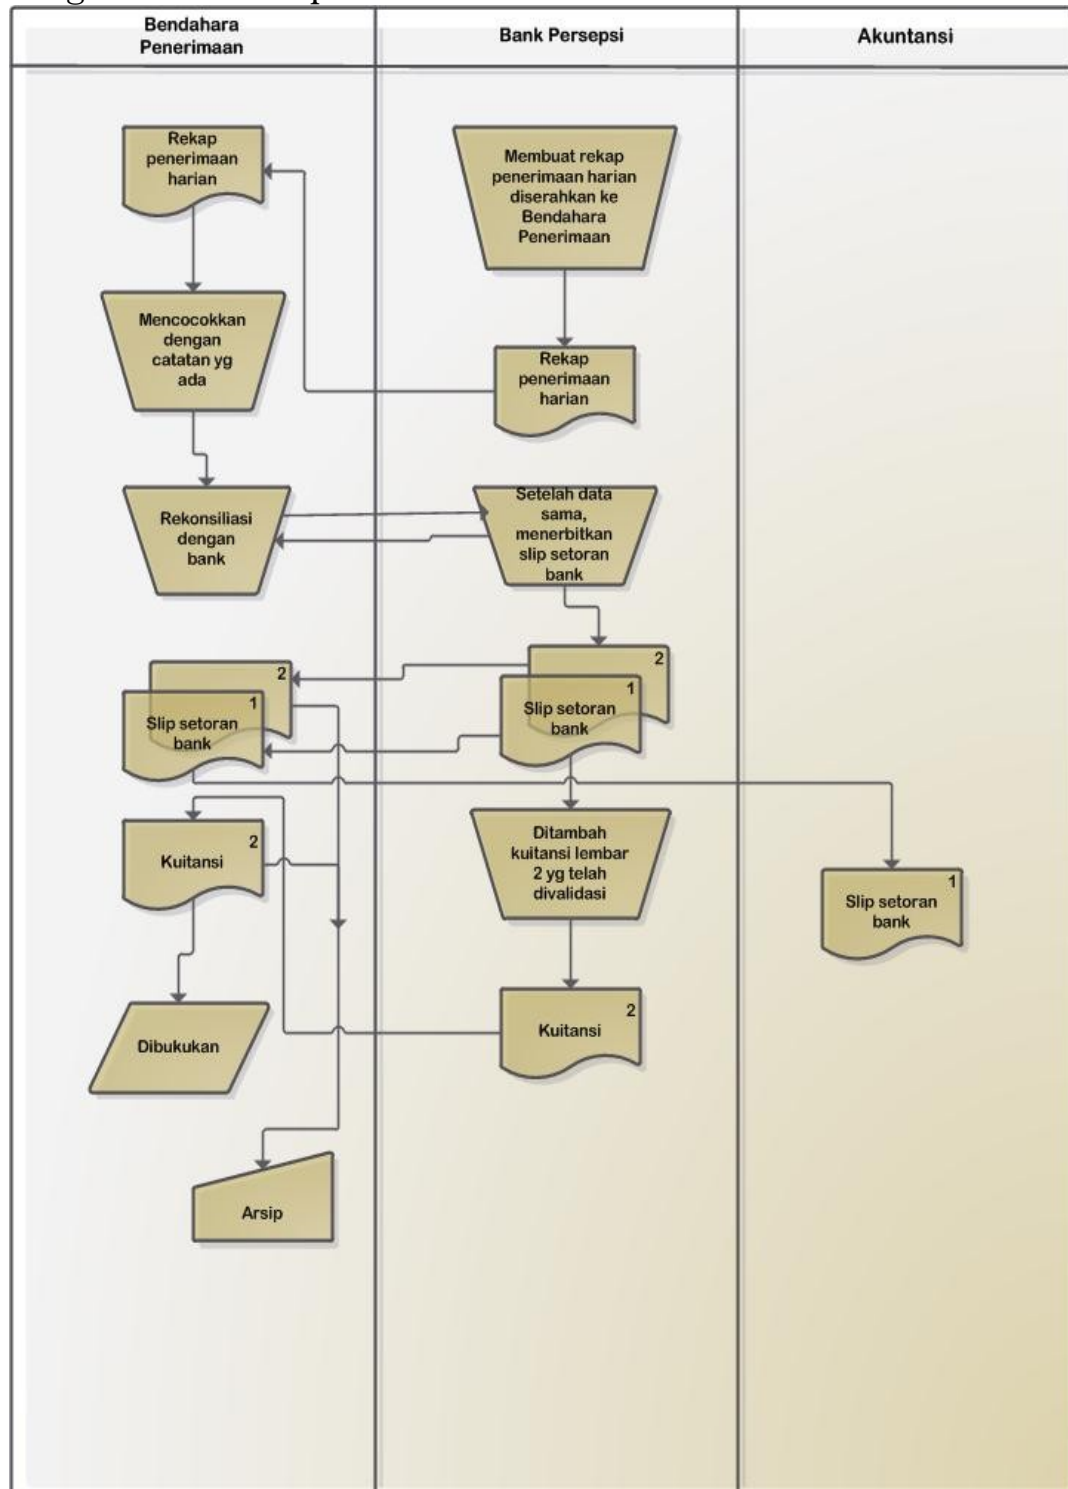 Bendahara
Penerimaan
Bank Persepsi
Akuntansi
Rekap
penerimaan
harian
Membuat rekap
penerimaan harian
diserahkan ke
Bendahara
Penerimaan
Mencocokkan
dengan
catatan yg
ada
Rekap
penerimaan
harian
Rekonsiliasi
dengan
bank
Setelah data
sama,
menerbitkan
slip setoran
bank
2
1
Slip setoran
bank
2
1
Slip setoran
bank
Kuitansi
2
Ditambah
kuitansi lembar
2 yg telah
divalidasi
1
Slip setoran
bank
Dibukukan
2
Kuitansi
Arsip